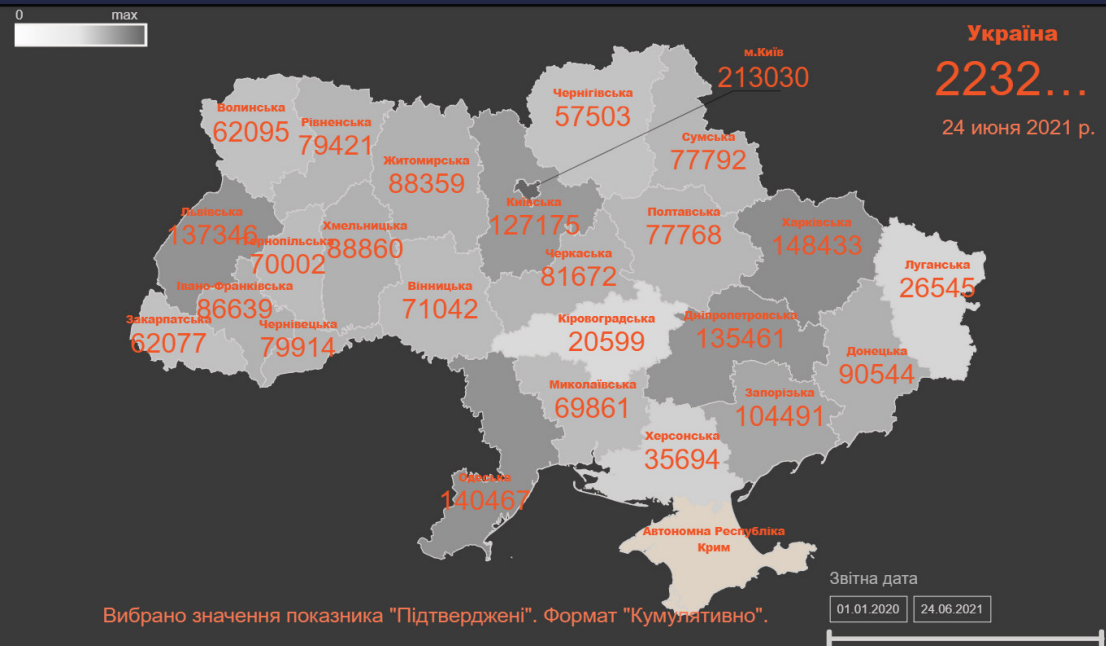 0 max
Україна
2232...
24 июня 2021 р.
м.Київ
213030
Чернігівська
57503
Волинська
62095
Рівненська
79421
Сумська
77792
Житомирська
88359
Київська
127175
Полтавська
77768
Львівська
137346
Тернопільська
70002
Хмельницька
88860
Черкаська
81672
Харківська
148433
Луганська
26545
Івано-Франківська
86639
Вінницька
71042
Закарпатська
62077
Чернівецька
79914
Кіровоградська
20599
Дніпропетровська
135461
Донецька
90544
Миколаївська
69861
Запорізька
104491
Херсонська
35694
Одеська
140467
Автономна Республіка
Крим
Звітна дата
01.01.2020 24.06.2021
Вибрано значення показника "Підтверджені". Формат "Кумулятивно".